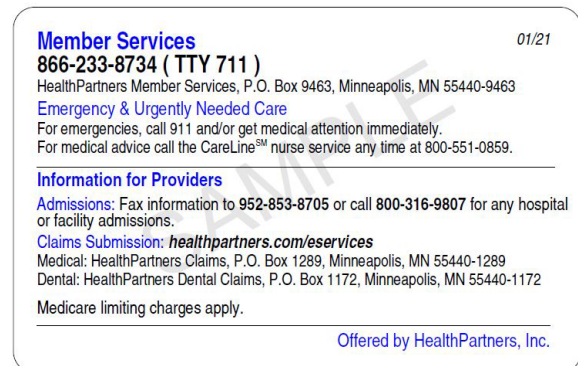 Member Services
01/21
866-233-8734 ( TTY 711 )
HealthPartners Member Services, P.O. Box 9463, Minneapolis, MN 55440-9463
Emergency & Urgently Needed Care
For emergencies, call 911 and/or get medical attention immediately.
For medical advice call the CareLine℠ nurse service any time at 800-551-0859.
SAMPLE
Information for Providers
Admissions: Fax information to 952-853-8705 or call 800-316-9807 for any hospital
or facility admissions.
Claims Submission: healthpartners.com/eservices
Medical: HealthPartners Claims, P.O. Box 1289, Minneapolis, MN 55440-1289
Dental: HealthPartners Dental Claims, P.O. Box 1172, Minneapolis, MN 55440-1172
Medicare limiting charges apply.
Offered by HealthPartners, Inc.